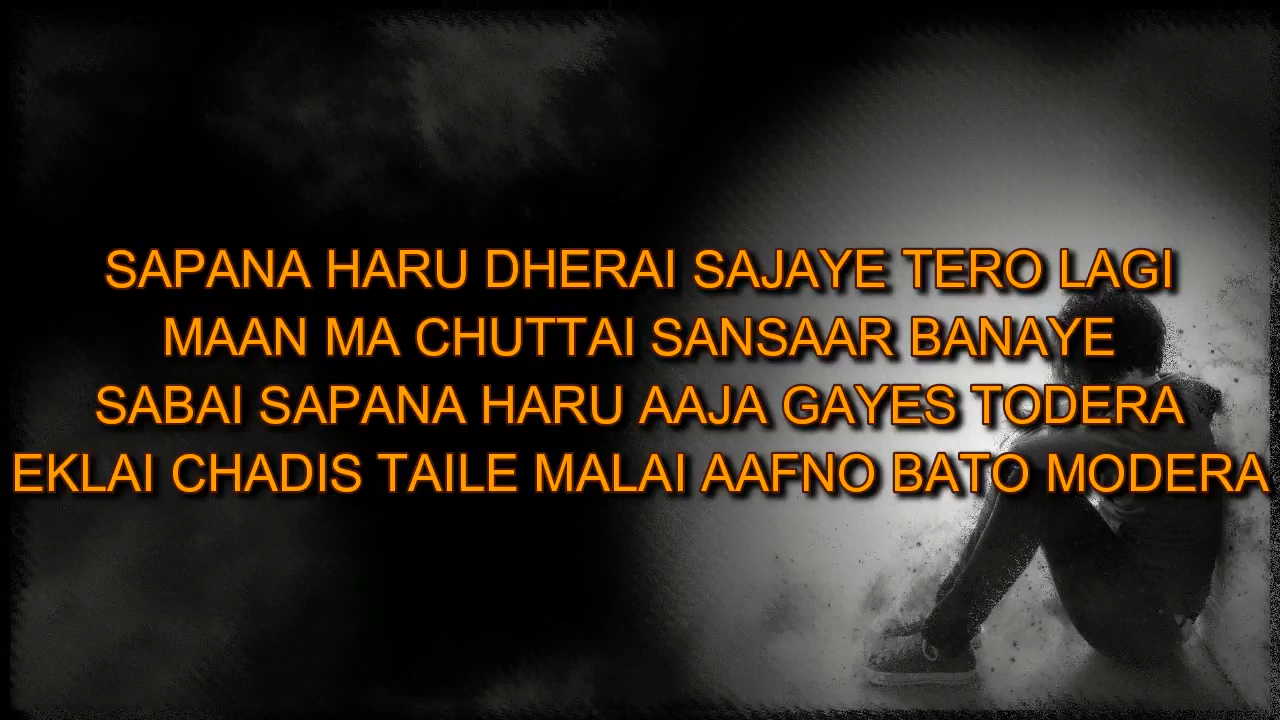 SAPANA HARU DHERAI SAJAYE TERO LAGI
MAAN MA CHUTTAI SANSAAR BANAYE
SABAI SAPANA HARU AAJA GAYES TODERA
EKLAI CHADIS TAILE MALAI AAFNO BATO MODERA